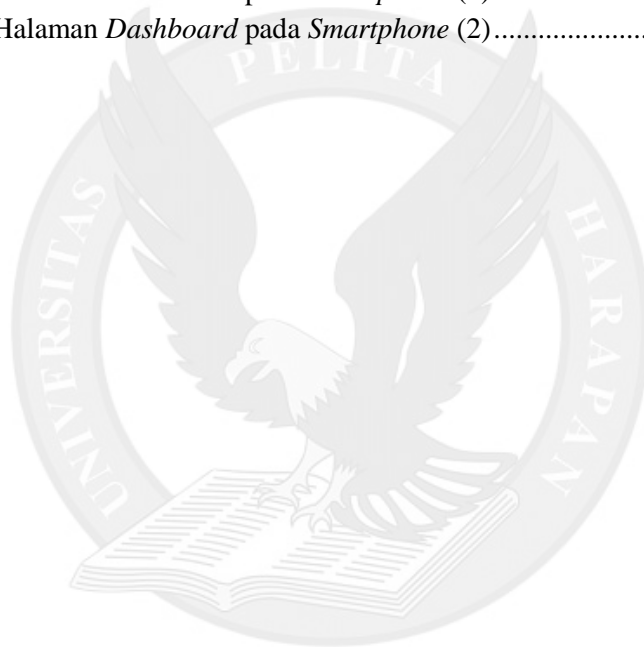 Halaman Dashboard pada Smartphone (2)......................
UNIVERSITAS PELITA HARAPAN